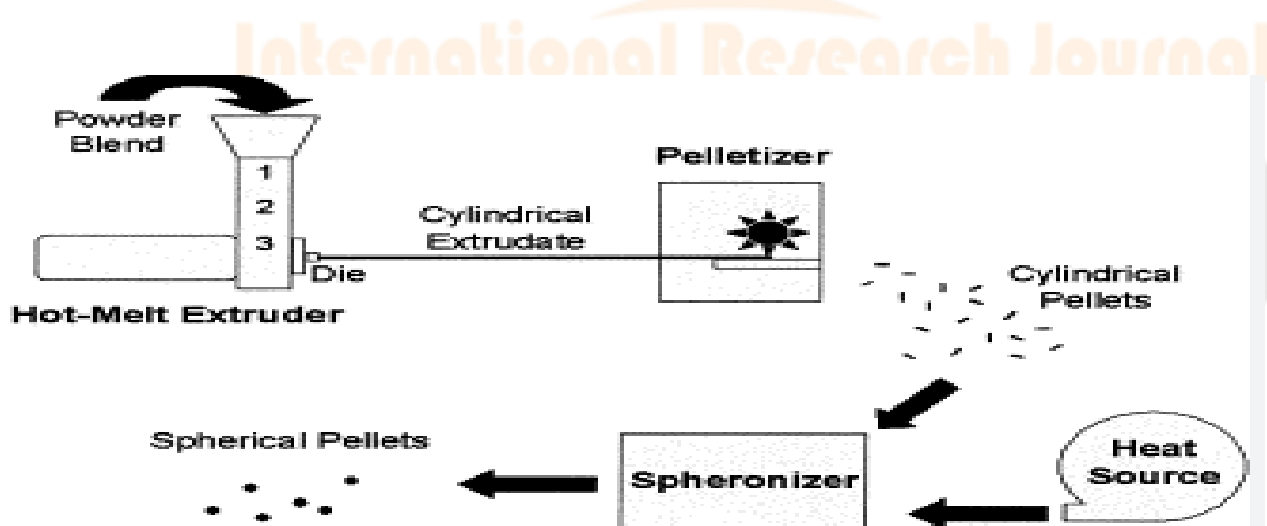 International Research Journal
Powder
Blend
1
2
3
Die
Hot-Melt Extruder
Cylindrical
Extrudate
Pelletizer
Cylindrical
Pellets
Spherical Pellets
Spheronizer
Heat
Source